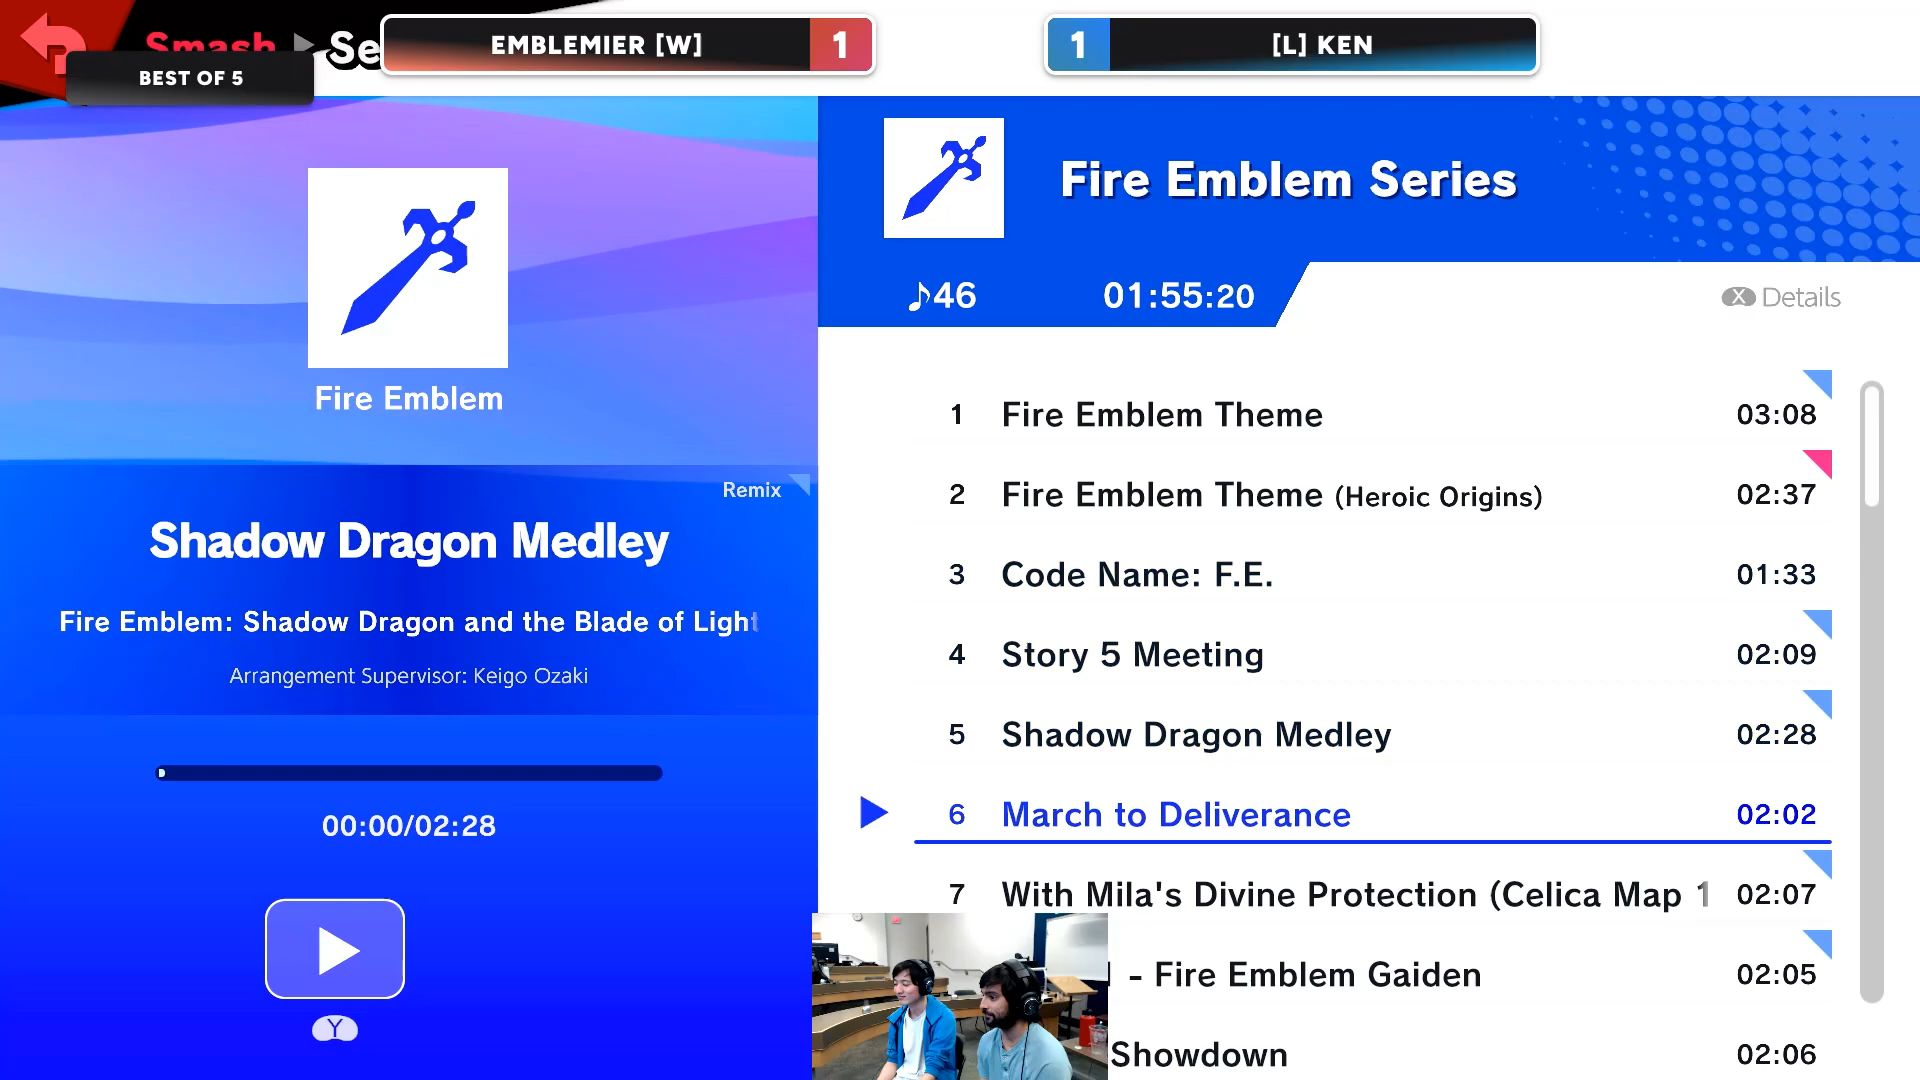 Smash Se
BEST OF 5
EMBLEMIER [W] 1
1 [L] KEN
Fire Emblem
Remix
Shadow Dragon Medley
Fire Emblem: Shadow Dragon and the Blade of Light
Arrangement Supervisor: Keigo Ozaki
00:00/02:28
Y
Fire Emblem Series
♪46 01:55:20
X Details
1 Fire Emblem Theme 03:08
2 Fire Emblem Theme (Heroic Origins) 02:37
3 Code Name: F.E. 01:33
4 Story 5 Meeting 02:09
5 Shadow Dragon Medley 02:28
6 March to Deliverance 02:02
7 With Mila's Divine Protection (Celica Map 1 02:07
- Fire Emblem Gaiden 02:05
Showdown 02:06